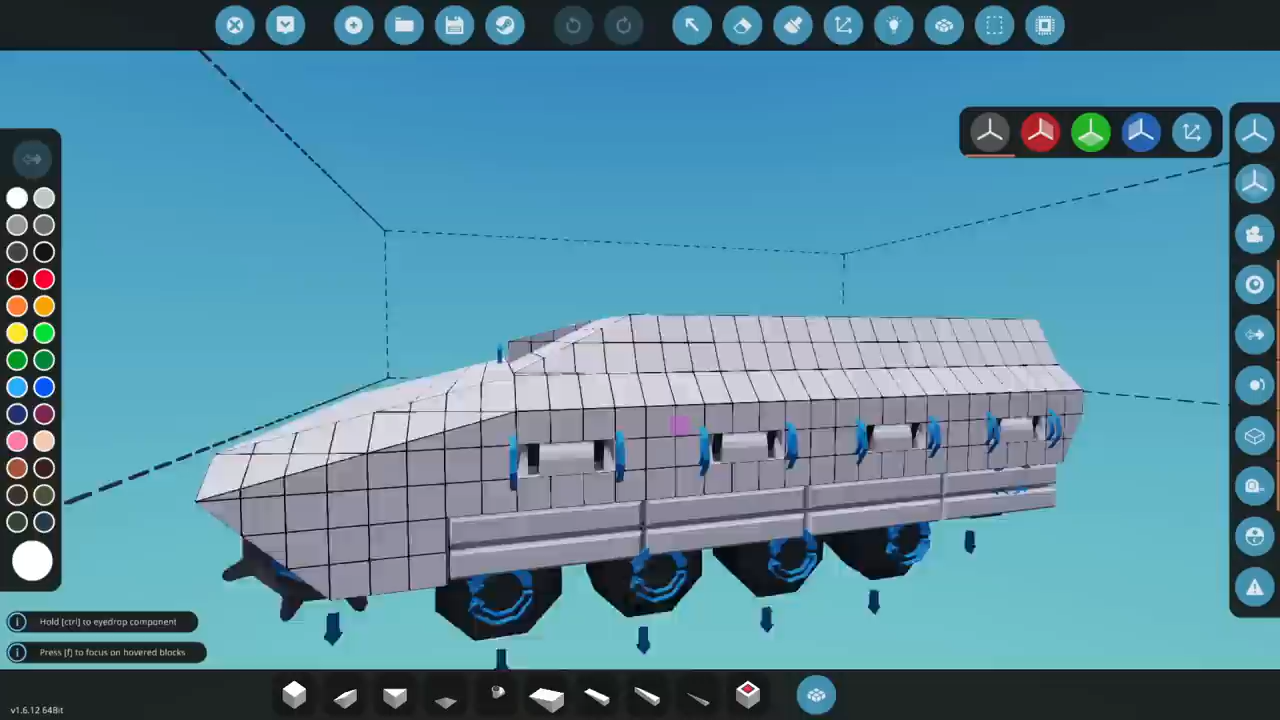 Hold [ctrl] to eyedrop component
Press [f] to focus on hovered blocks
v1.6.12 64Bit